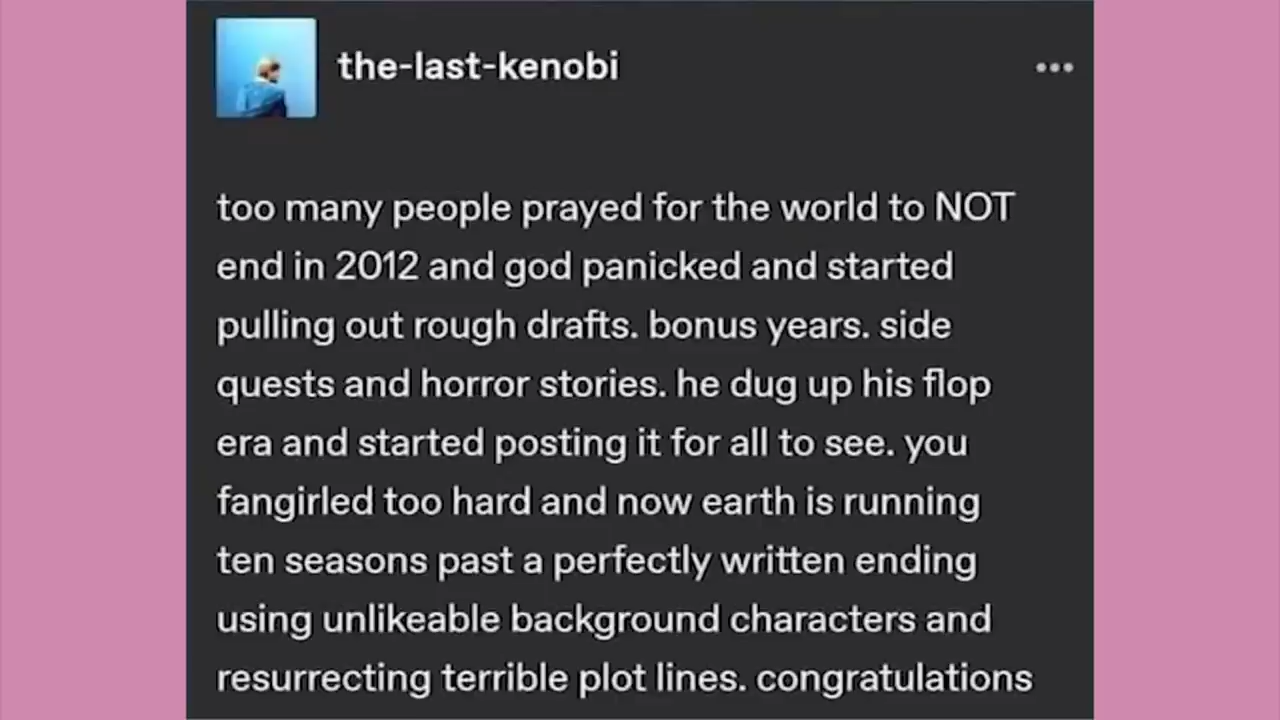 the-last-kenobi
too many people prayed for the world to NOT
end in 2012 and god panicked and started
pulling out rough drafts. bonus years. side
quests and horror stories. he dug up his flop
era and started posting it for all to see. you
fangirled too hard and now earth is running
ten seasons past a perfectly written ending
using unlikeable background characters and
resurrecting terrible plot lines. congratulations